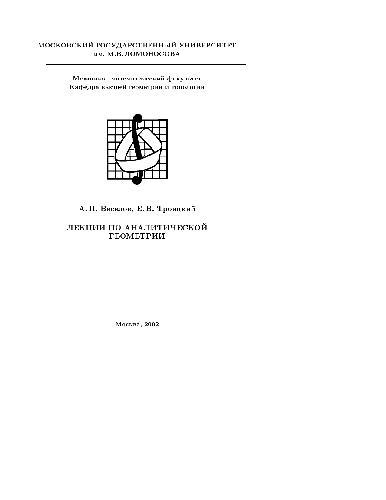 МОСКОВСКИЙ ГОСУДАРСТВЕННЫЙ УНИВЕРСИТЕТ
им. М.В.ЛОМОНОСОВА
Механико-математический факультет
Кафедра высшей геометрии и топологии
А. П. Веселов, Е. В. Троицкий
ЛЕКЦИИ ПО АНАЛИТИЧЕСКОЙ
ГЕОМЕТРИИ
Москва, 2002